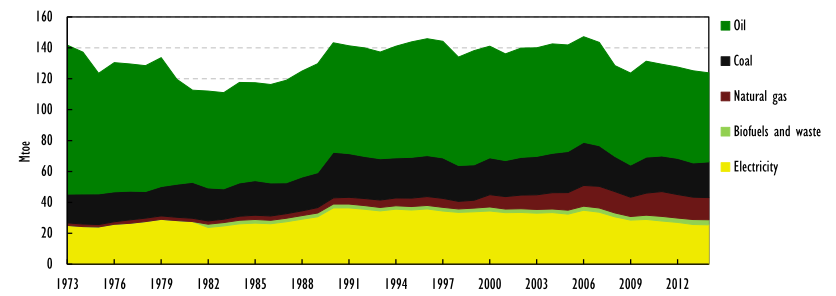 160
140
120
100
80
60
40
20
0
Mtoe
1973 1976 1979 1982 1985 1988 1991 1994 1997 2000 2003 2006 2009 2012
Oil
Coal
Natural gas
Biofuels and waste
Electricity